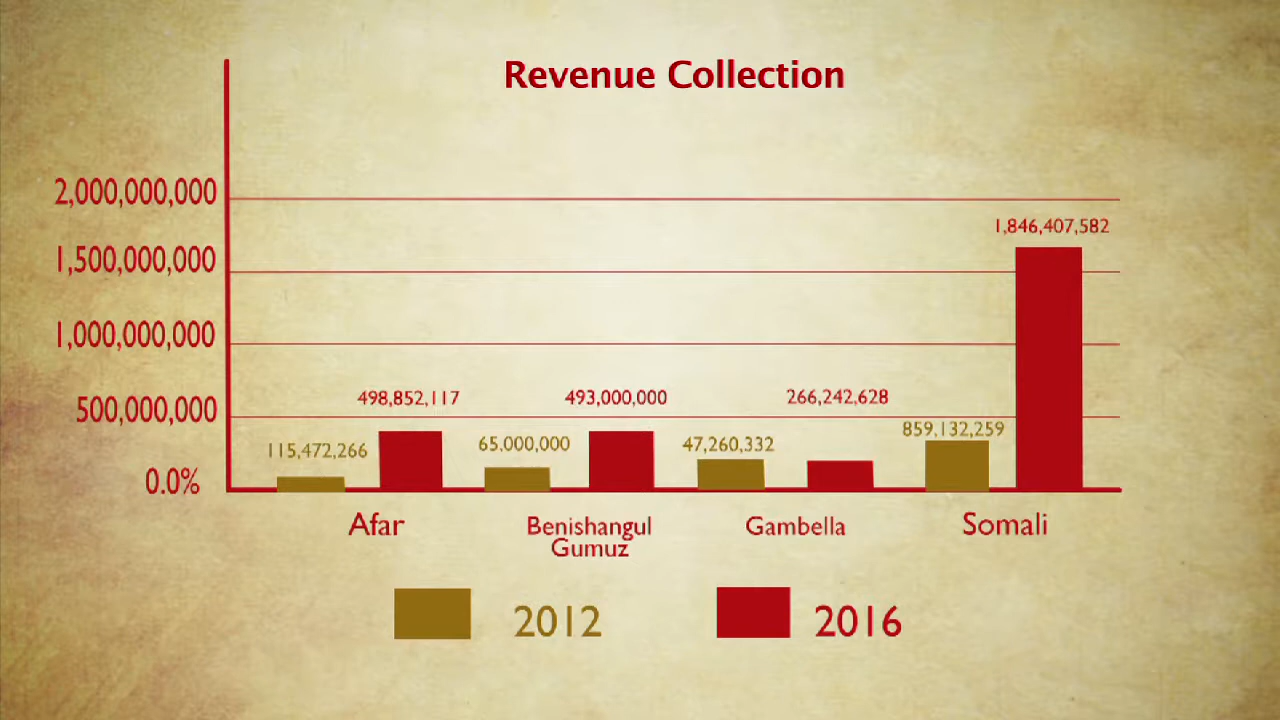 Revenue Collection
2,000,000,000
1,500,000,000
1,000,000,000
500,000,000
0.0%
115,472,266
498,852,117
65,000,000
493,000,000
47,260,332
266,242,628
859,132,259
1,846,407,582
Afar
Benishangul
Gumuz
Gambella
Somali
2012
2016